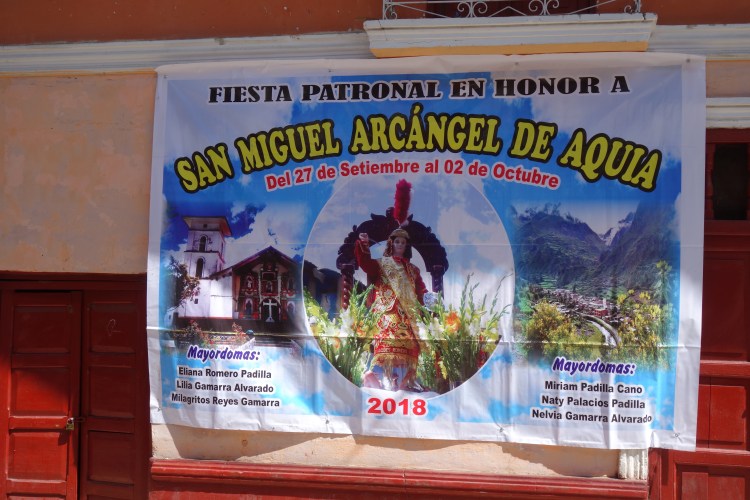 FIESTA PATRONAL EN HONOR A
SAN MIGUEL ARCÁNGEL DE AQUIA
Del 27 de Setiembre al 02 de Octubre
Mayordomas:
Eliana Romero Padilla
Lilia Gamarra Alvarado
Milagritos Reyes Gamarra
2018
Mayordomas:
Miriam Padilla Cano
Naty Palacios Padilla
Nelvia Gamarra Alvarado